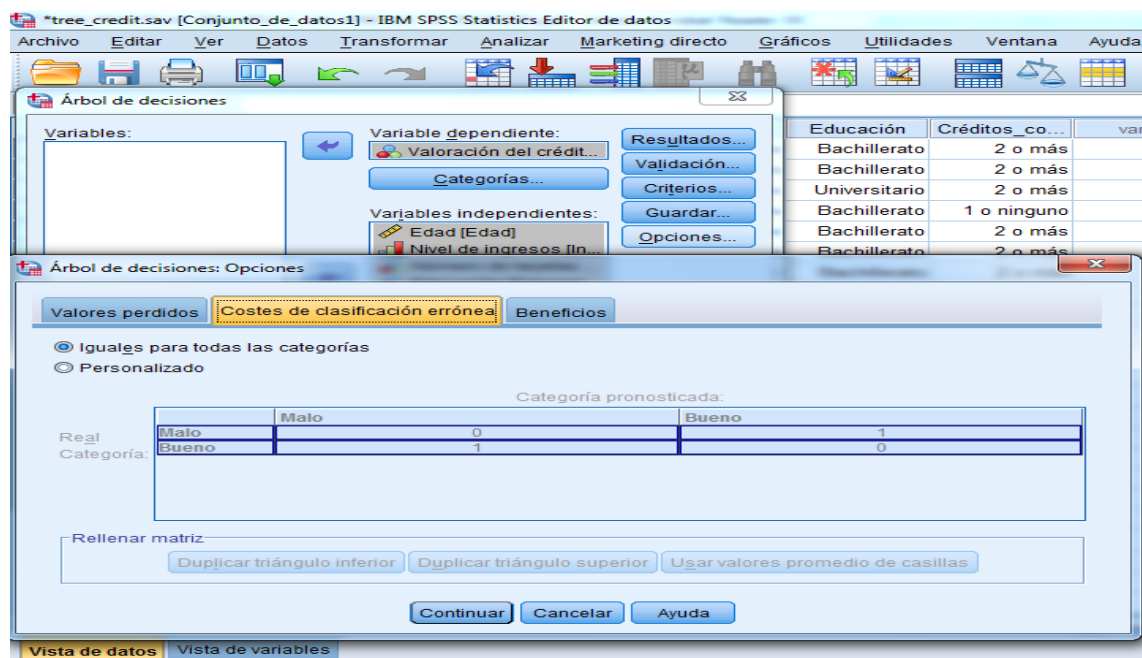 *tree_credit.sav [Conjunto_de_datos1] - IBM SPSS Statistics Editor de datos
Archivo Editar Ver Datos Transformar Analizar Marketing directo Gráficos Utilidades Ventana Ayuda
Árbol de decisiones
Variables:
Variable dependiente:
Valoración del crédit...
Categorías...
Variables independientes:
Edad [Edad]
Nivel de ingresos [In...
Resultados...
Validación...
Criterios...
Guardar...
Opciones...
Educación Créditos_co... var
Bachillerato 2 o más
Bachillerato 2 o más
Universitario 2 o más
Bachillerato 1 o ninguno
Bachillerato 2 o más
Bachillerato 2 o más
Árbol de decisiones: Opciones
Valores perdidos Costes de clasificación errónea Beneficios
Iguales para todas las categorías
Personalizado
Categoría pronosticada:
Malo Bueno
Real
Categoría:
Malo 0 1
Bueno 1 0
Rellenar matriz
Duplicar triángulo inferior Duplicar triángulo superior Usar valores promedio de casillas
Continuar Cancelar Ayuda
Vista de datos Vista de variables